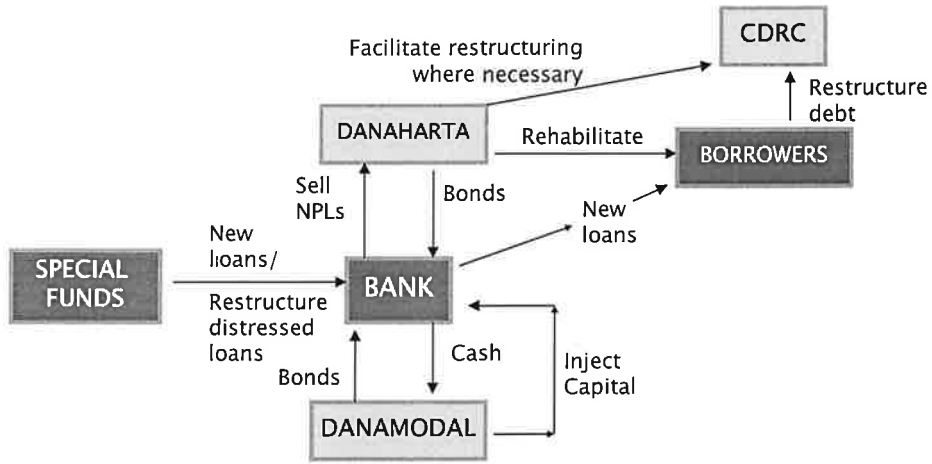 CDRC
Facilitate restructuring
where necessary
Restructure
debt
DANAHARTA
Rehabilitate
BORROWERS
Sell
NPLs
Bonds
New
loans
New
loans/
SPECIAL
FUNDS
BANK
Restructure
distressed
loans
Cash
Inject
Capital
Bonds
DANAMODAL